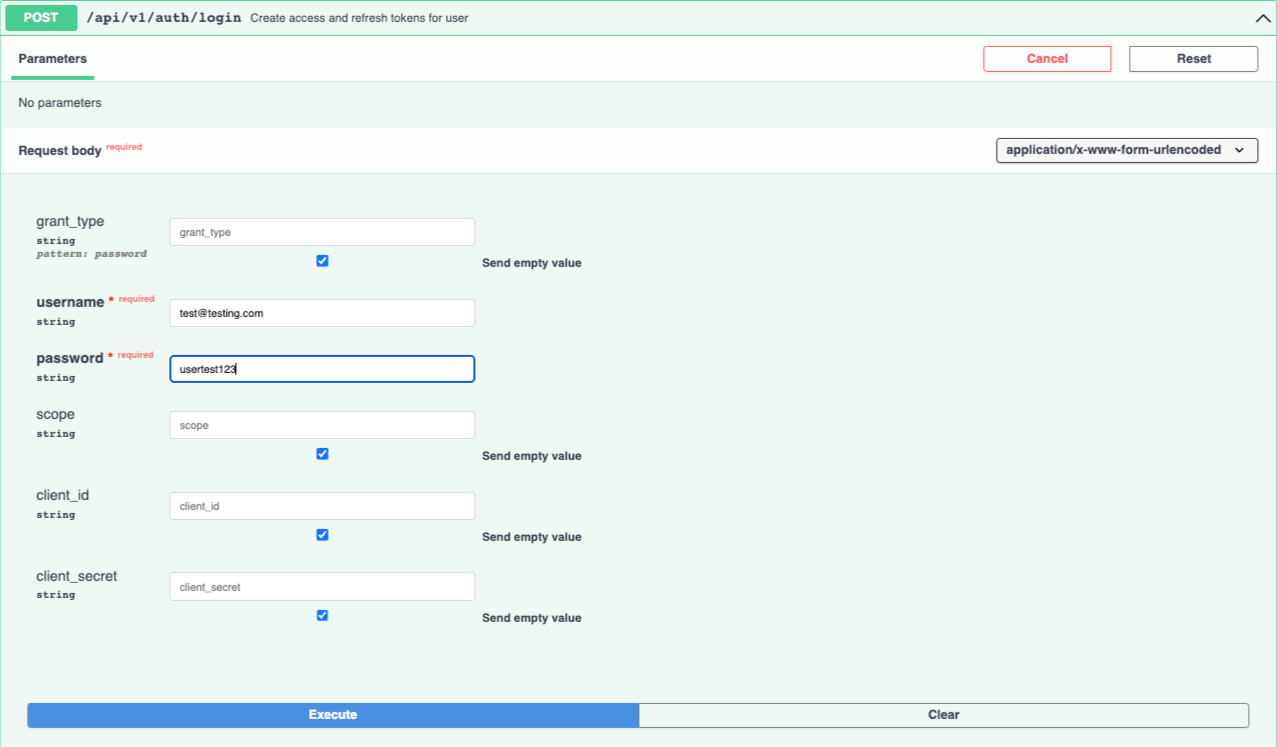 POST /api/v1/auth/login Create access and refresh tokens for user
Parameters Cancel Reset
No parameters
Request body required application/x-www-form-urlencoded
grant_type
string
pattern: password
grant_type
Send empty value
username * required
string
test@testing.com
password * required
string
usertest123
scope
string
scope
Send empty value
client_id
string
client_id
Send empty value
client_secret
string
client_secret
Send empty value
Execute Clear